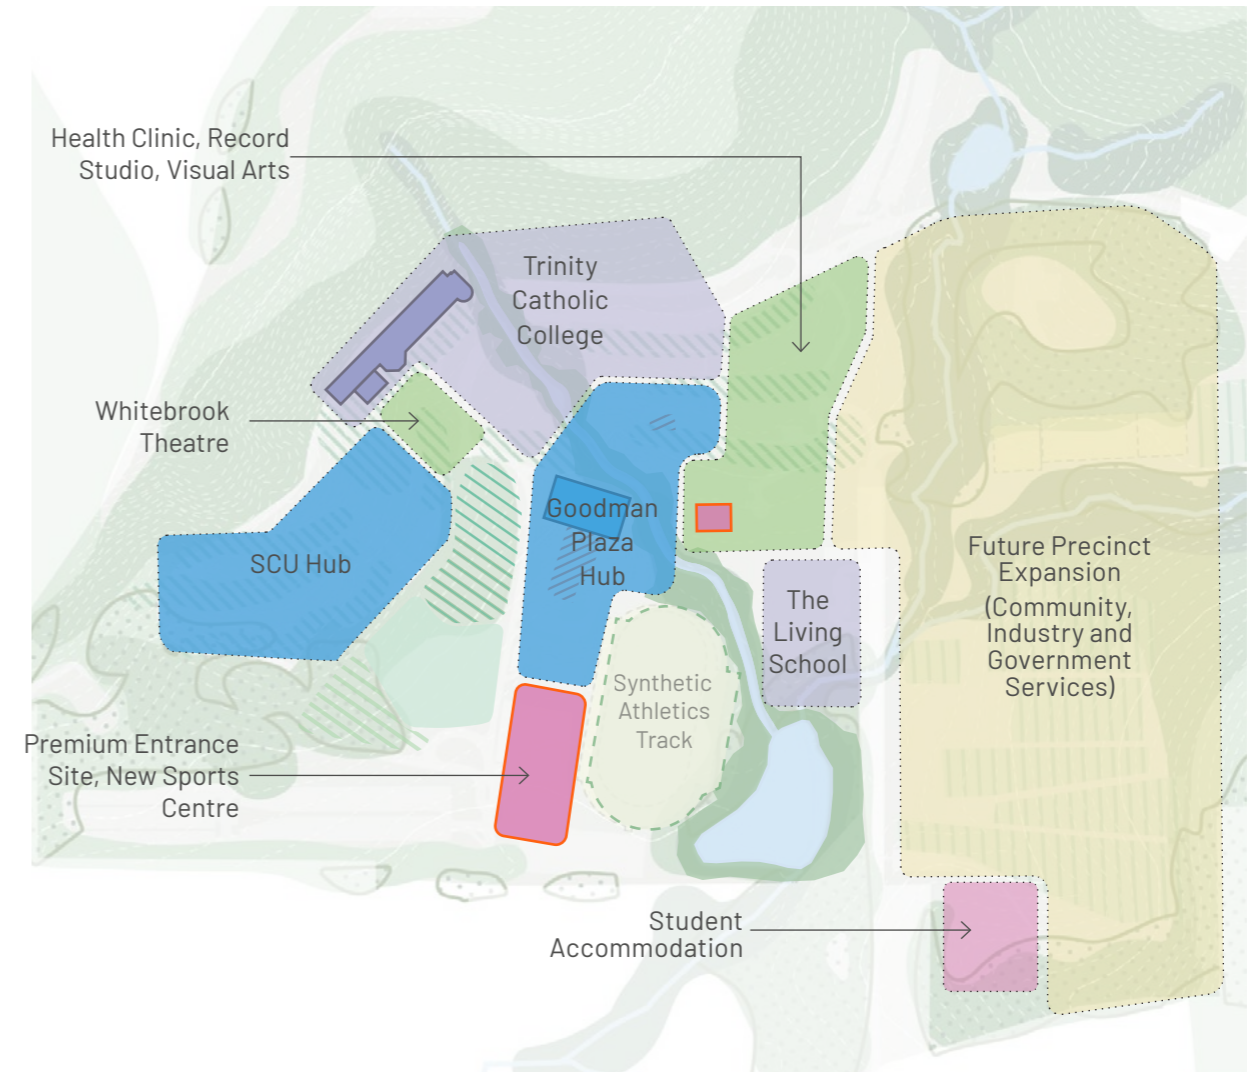 Health Clinic, Record
Studio, Visual Arts
Trinity
Catholic
College
Whitebrook
Theatre
SCU Hub
Goodman
Plaza
Hub
Future Precinct
Expansion
(Community,
Industry and
Government
Services)
The
Living
School
Synthetic
Athletics
Track
Premium Entrance
Site, New Sports
Centre
Student
Accommodation